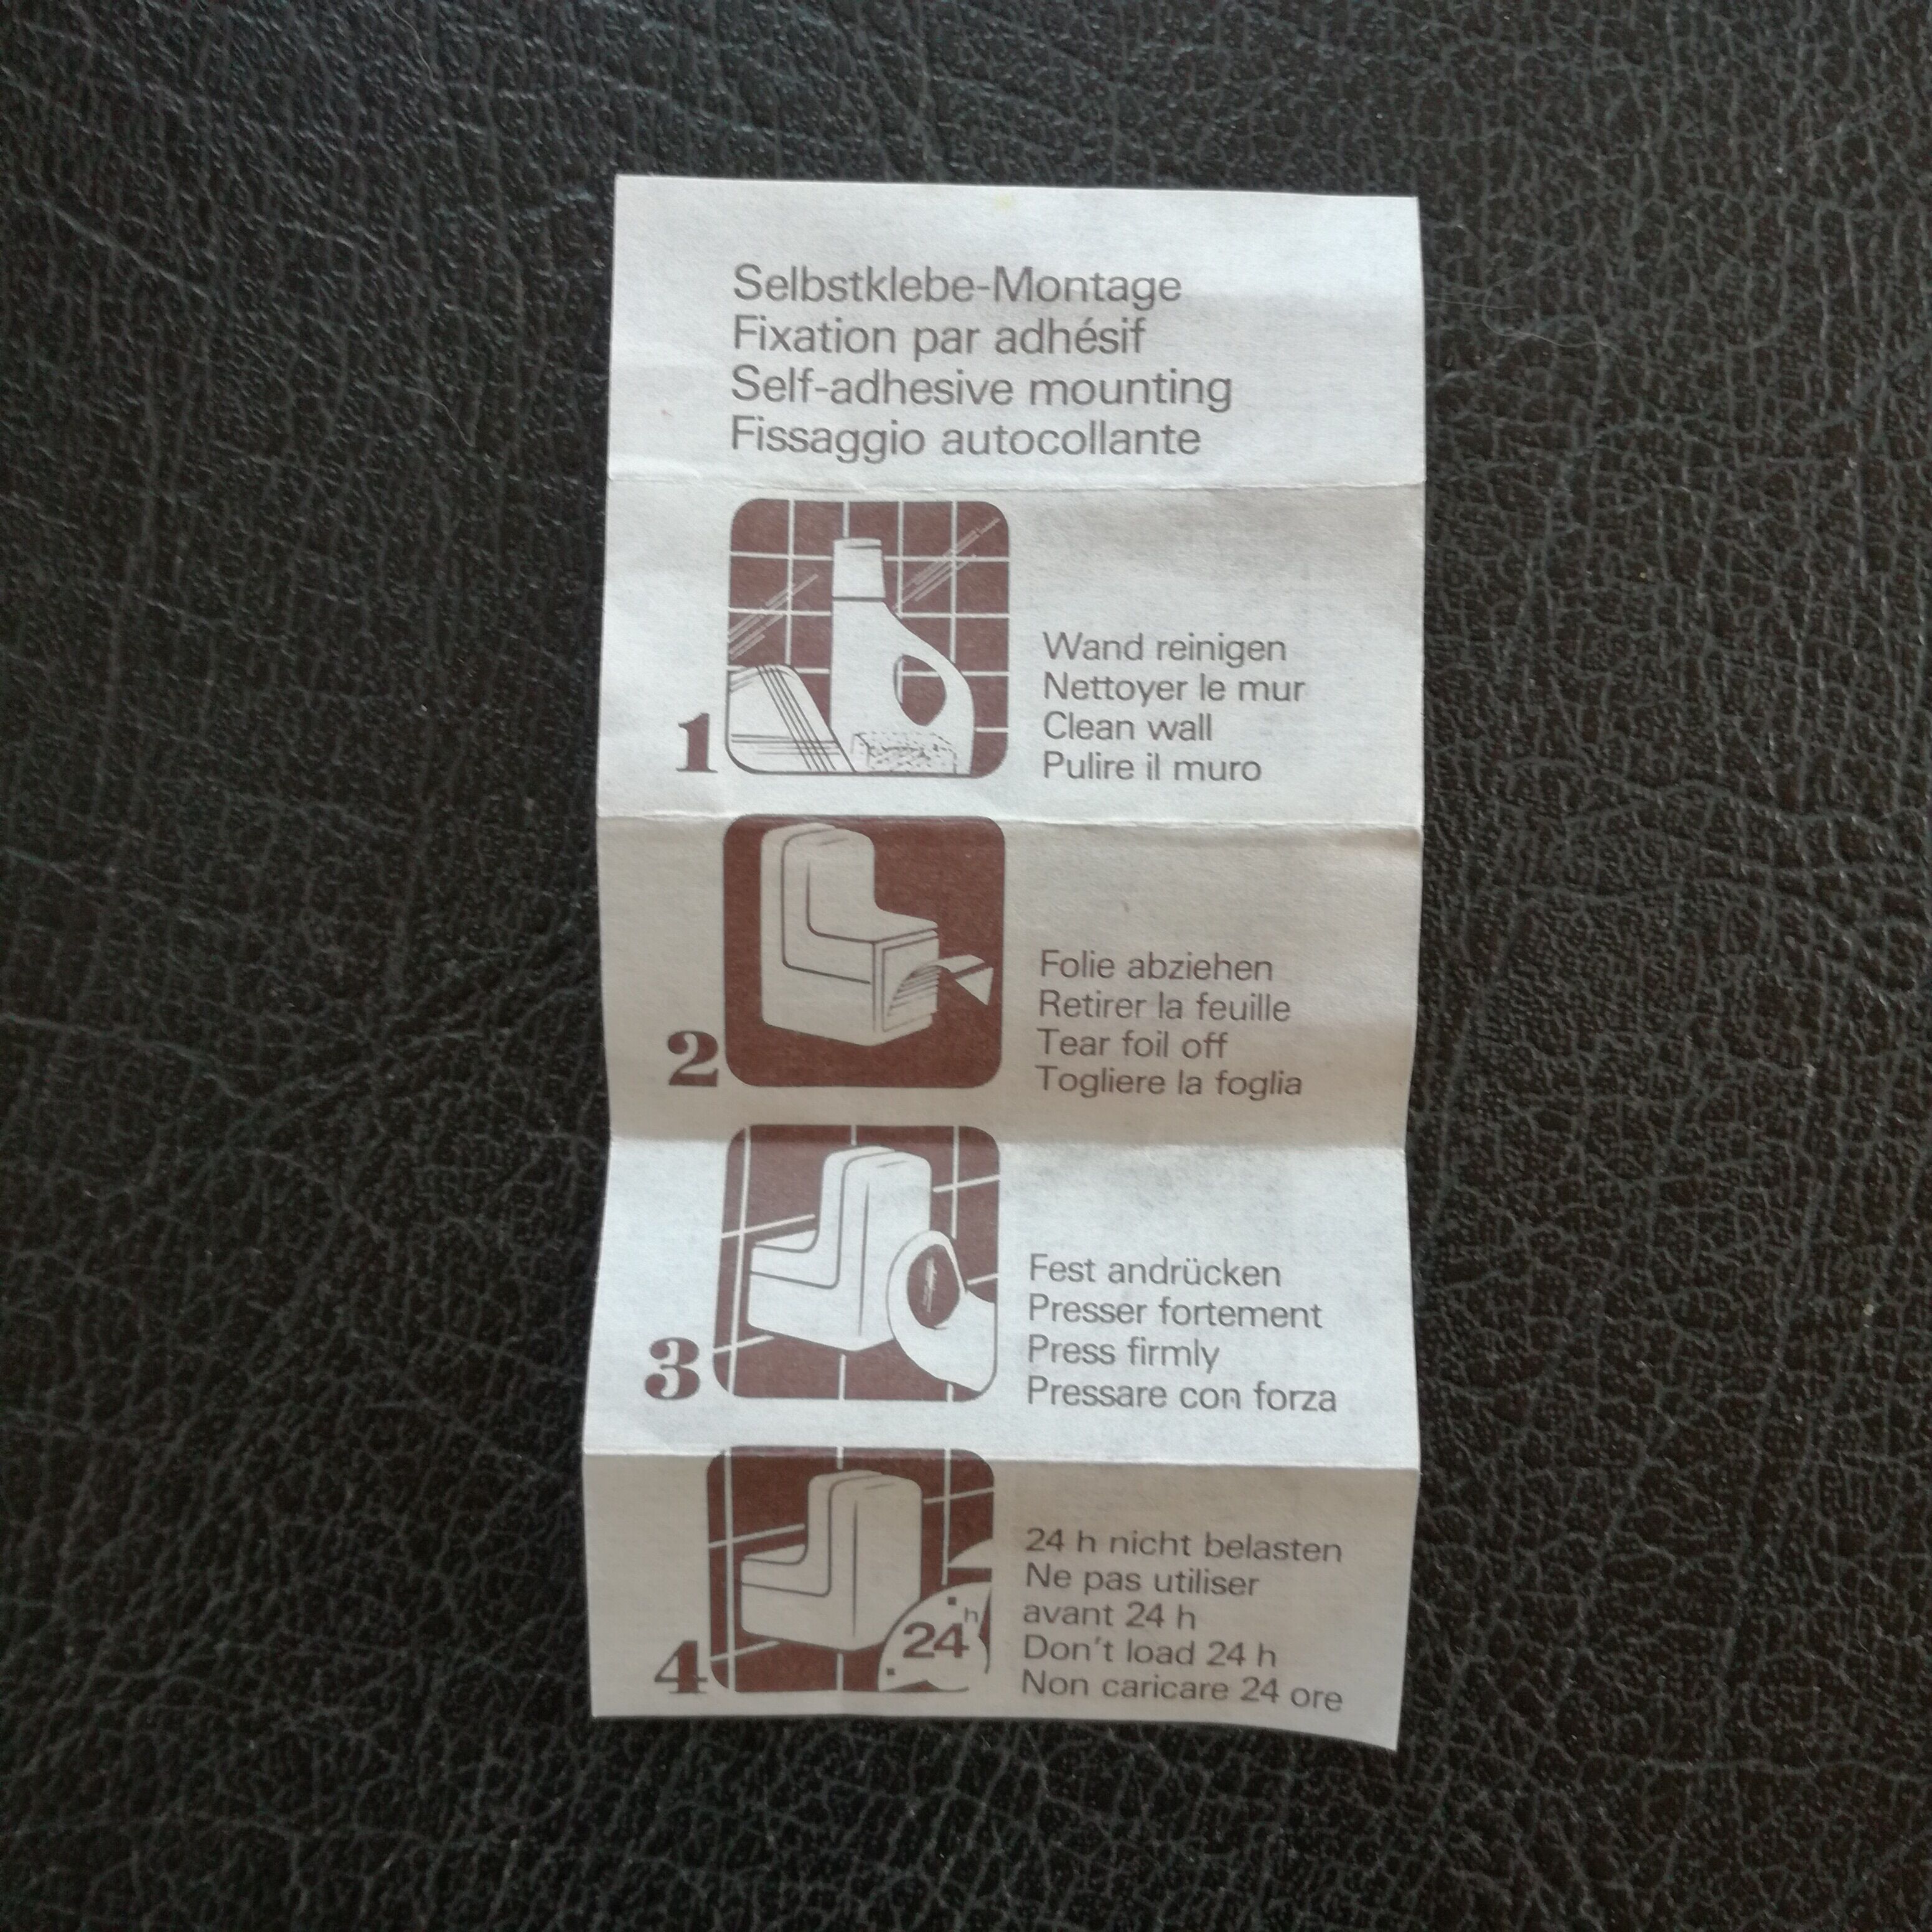 Selbstklebe-Montage
Fixation par adhésif
Self-adhesive mounting
Fissaggio autocollante
1
Wand reinigen
Nettoyer le mur
Clean wall
Pulire il muro
2
Folie abziehen
Retirer la feuille
Tear foil off
Togliere la foglia
3
Fest andrücken
Presser fortement
Press firmly
Pressare con forza
4
24 h
24 h nicht belasten
Ne pas utiliser
avant 24 h
Don't load 24 h
Non caricare 24 ore